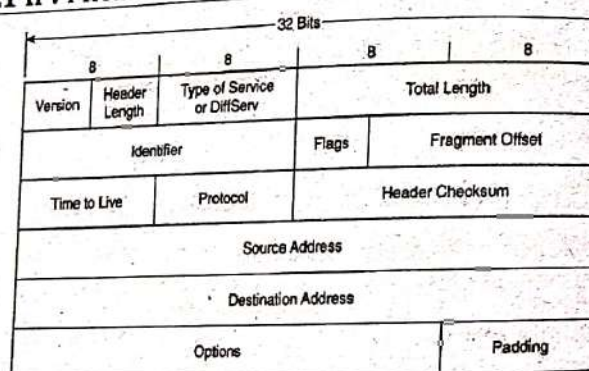 32 Bits
8 8 8 8
Version Header Length Type of Service or DiffServ Total Length
Identifier Flags Fragment Offset
Time to Live Protocol Header Checksum
Source Address
Destination Address
Options Padding